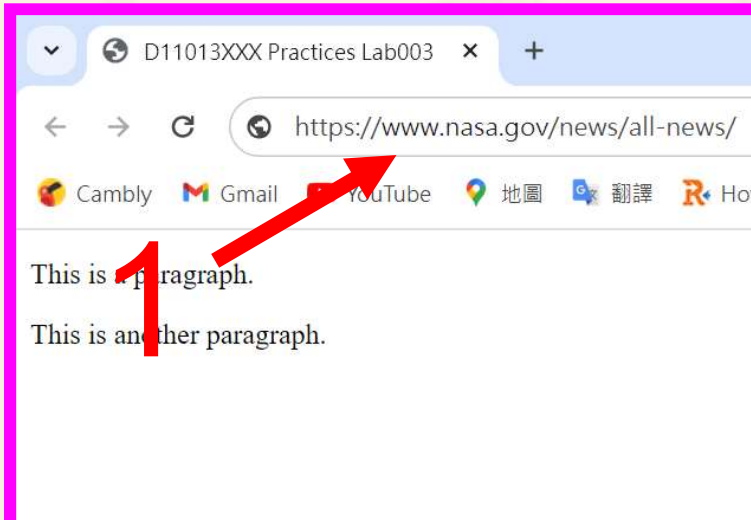 D11013XXX Practices Lab003
https://www.nasa.gov/news/all-news/
Cambly Gmail YouTube 地圖 翻譯 Ho
1
This is a paragraph.
This is another paragraph.